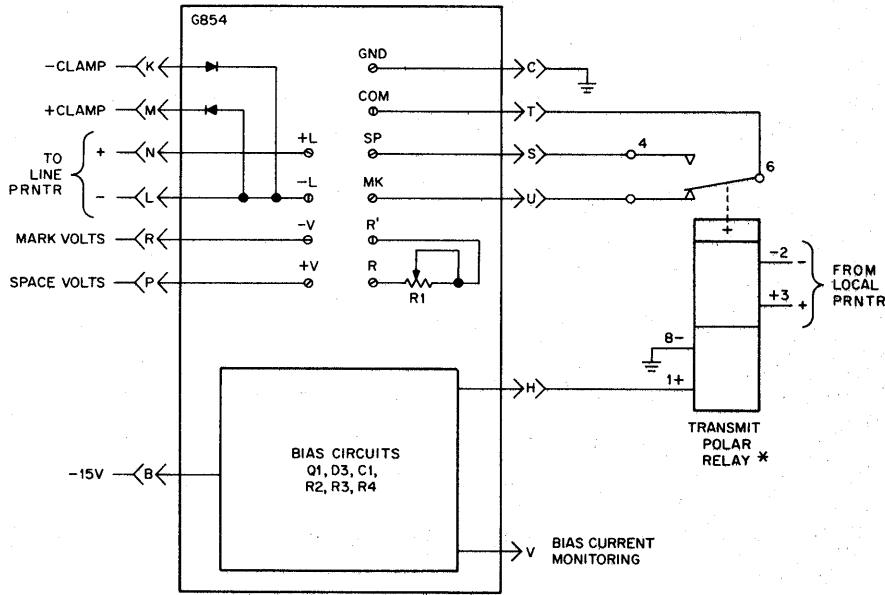 G854
-CLAMP
K
+CLAMP
M
TO
LINE
PRNTR
+
N
-
L
MARK VOLTS
R
SPACE VOLTS
P
+L
-L
-V
+V
GND
COM
SP
MK
R'
R
R1
C
T
S
4
6
U
+
-2
-
+3
+
FROM
LOCAL
PRNTR
8-
1+
H
TRANSMIT
POLAR
RELAY *
BIAS CIRCUITS
Q1, D3, C1,
R2, R3, R4
-15V
B
V
BIAS CURRENT
MONITORING